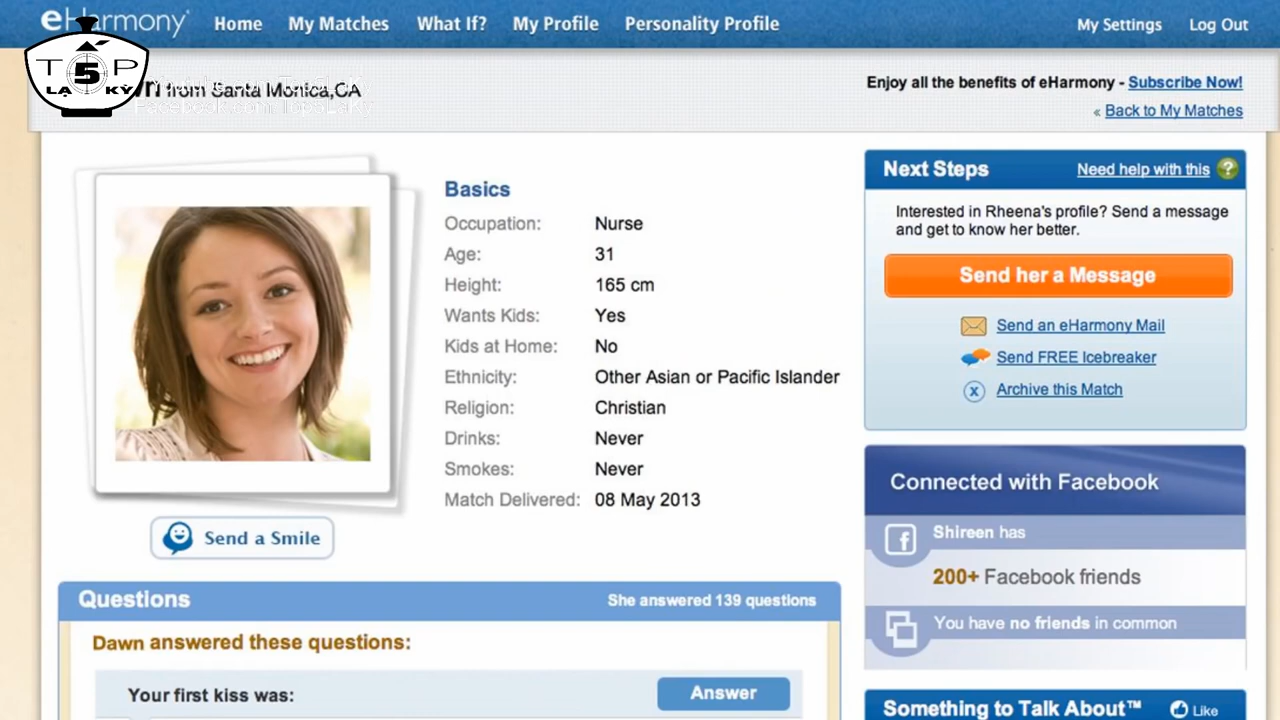 eHarmony
Home My Matches What If? My Profile Personality Profile
My Settings Log Out
TOP 5
LẠ KỲ
from Santa Monica,CA
Enjoy all the benefits of eHarmony - Subscribe Now!
« Back to My Matches
Basics
Occupation: Nurse
Age: 31
Height: 165 cm
Wants Kids: Yes
Kids at Home: No
Ethnicity: Other Asian or Pacific Islander
Religion: Christian
Drinks: Never
Smokes: Never
Match Delivered: 08 May 2013
Send a Smile
Questions
She answered 139 questions
Dawn answered these questions:
Your first kiss was:
Answer
Next Steps Need help with this ?
Interested in Rheena's profile? Send a message
and get to know her better.
Send her a Message
Send an eHarmony Mail
Send FREE Icebreaker
x Archive this Match
Connected with Facebook
f Shireen has
200+ Facebook friends
You have no friends in common
Something to Talk About™ Like